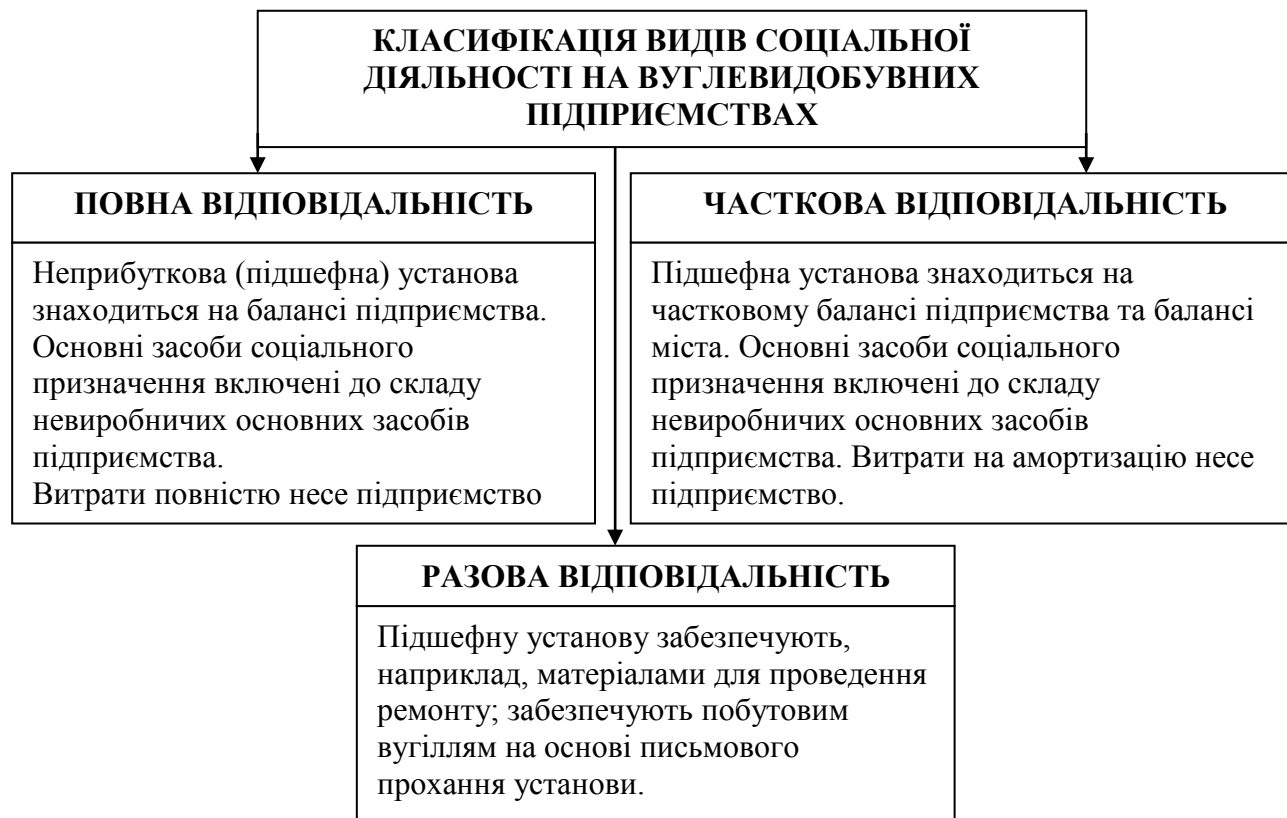 КЛАСИФІКАЦІЯ ВИДІВ СОЦІАЛЬНОЇ
ДІЯЛЬНОСТІ НА ВУГЛЕВИДОБУВНИХ
ПІДПРИЄМСТВАХ
ПОВНА ВІДПОВІДАЛЬНІСТЬ
Неприбуткова (підшефна) установа
знаходиться на балансі підприємства.
Основні засоби соціального
призначення включені до складу
невиробничих основних засобів
підприємства.
Витрати повністю несе підприємство
ЧАСТКОВА ВІДПОВІДАЛЬНІСТЬ
Підшефна установа знаходиться на
частковому балансі підприємства та балансі
міста. Основні засоби соціального
призначення включені до складу
невиробничих основних засобів
підприємства. Витрати на амортизацію несе
підприємство.
РАЗОВА ВІДПОВІДАЛЬНІСТЬ
Підшефну установу забезпечують,
наприклад, матеріалами для проведення
ремонту; забезпечують побутовим
вугіллям на основі письмового
прохання установи.